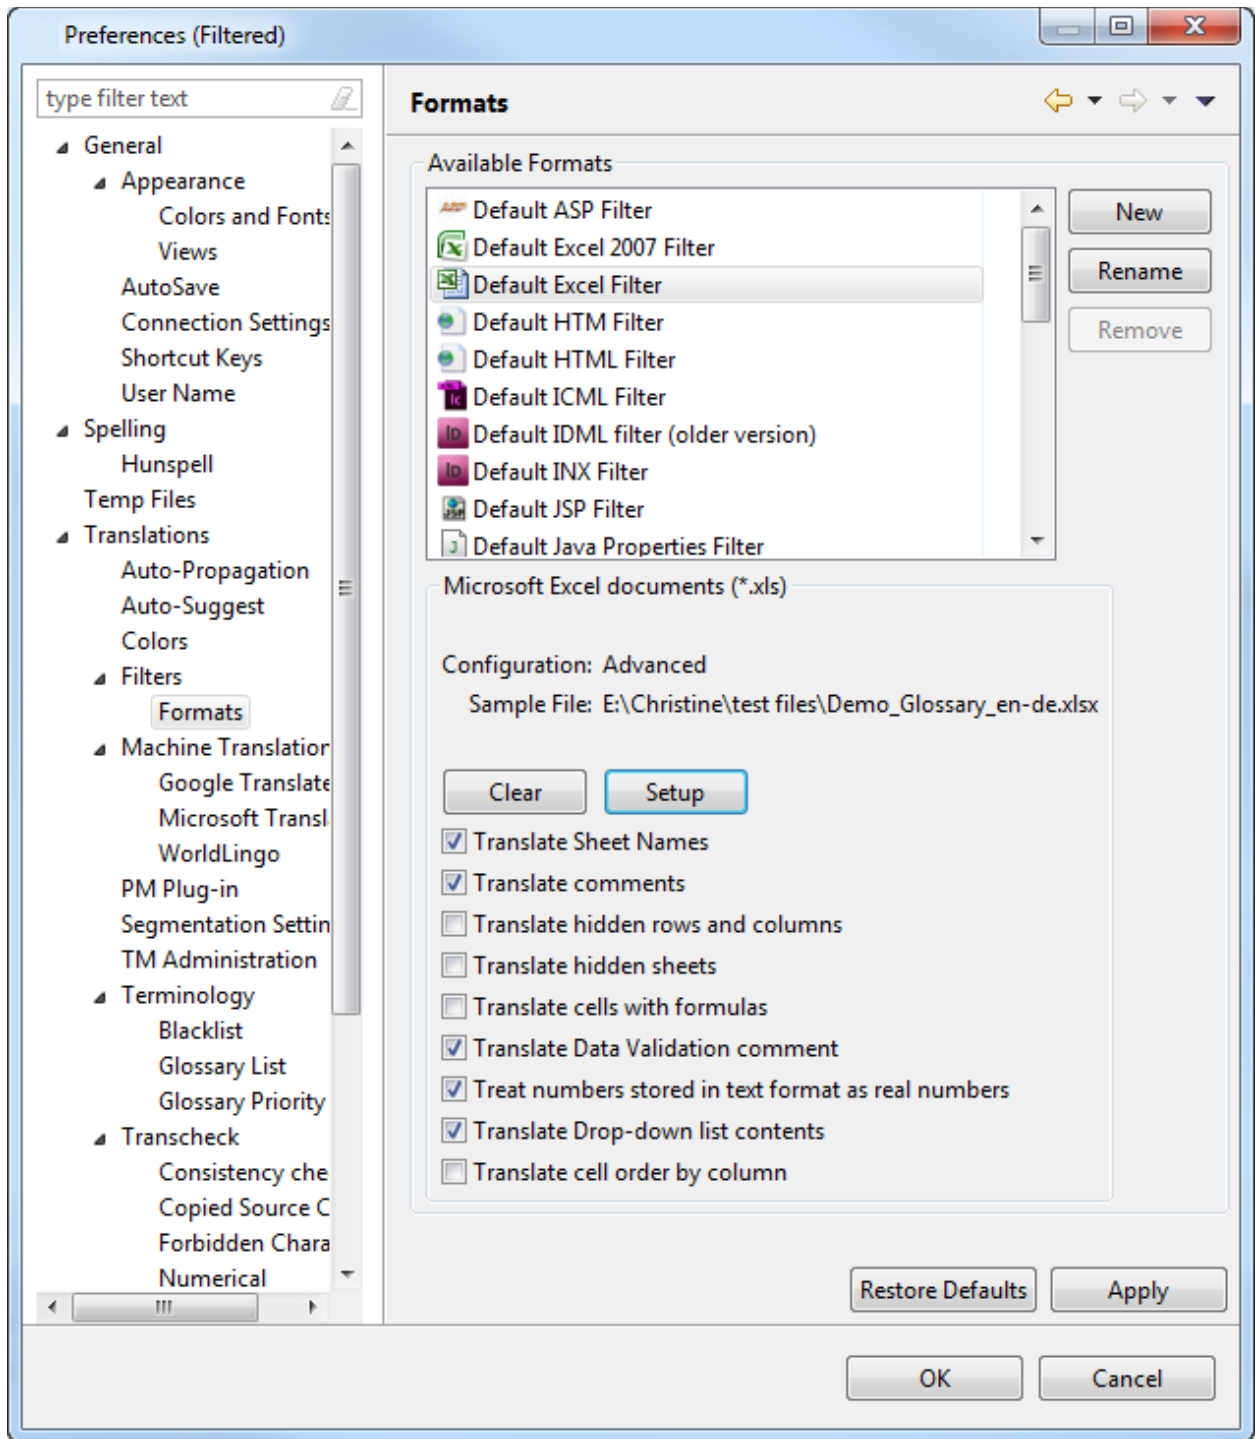 Preferences (Filtered)
type filter text
General
Appearance
Colors and Fonts
Views
AutoSave
Connection Settings
Shortcut Keys
User Name
Spelling
Hunspell
Temp Files
Translations
Auto-Propagation
Auto-Suggest
Colors
Filters
Formats
Machine Translation
Google Translate
Microsoft Transl
WorldLingo
PM Plug-in
Segmentation Settin
TM Administration
Terminology
Blacklist
Glossary List
Glossary Priority
Transcheck
Consistency che
Copied Source C
Forbidden Chara
Numerical
Formats
Available Formats
Default ASP Filter
Default Excel 2007 Filter
Default Excel Filter
Default HTM Filter
Default HTML Filter
Default ICML Filter
Default IDML filter (older version)
Default INX Filter
Default JSP Filter
Default Java Properties Filter
New
Rename
Remove
Microsoft Excel documents (*.xls)
Configuration: Advanced
Sample File: E:\Christine\test files\Demo_Glossary_en-de.xlsx
Clear Setup
Translate Sheet Names
Translate comments
Translate hidden rows and columns
Translate hidden sheets
Translate cells with formulas
Translate Data Validation comment
Treat numbers stored in text format as real numbers
Translate Drop-down list contents
Translate cell order by column
Restore Defaults Apply
OK Cancel